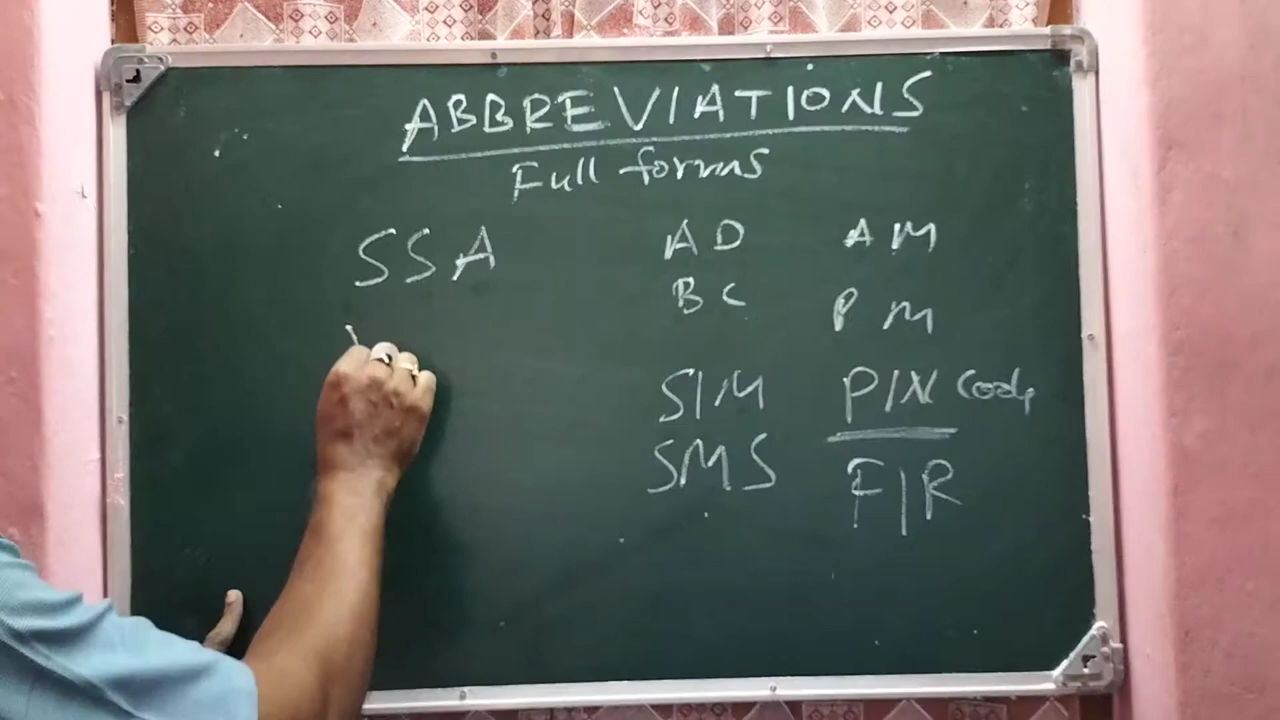 ABBREVIATIONS
Full forms
SSA
AD
BC
SIM
SMS
AM
PM
PIN Code
FIR